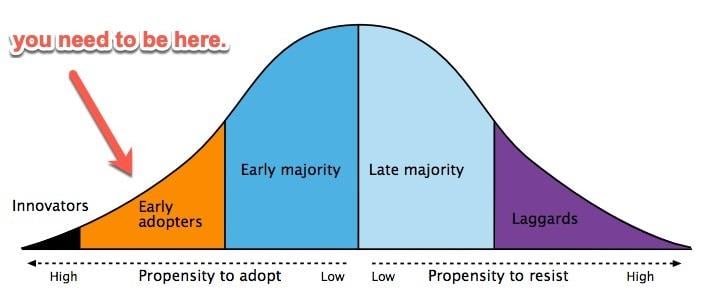 you need to be here.
Early majority
Late majority
Innovators
Early
adopters
Laggards
High
Propensity to adopt
Low
Low
Propensity to resist
High